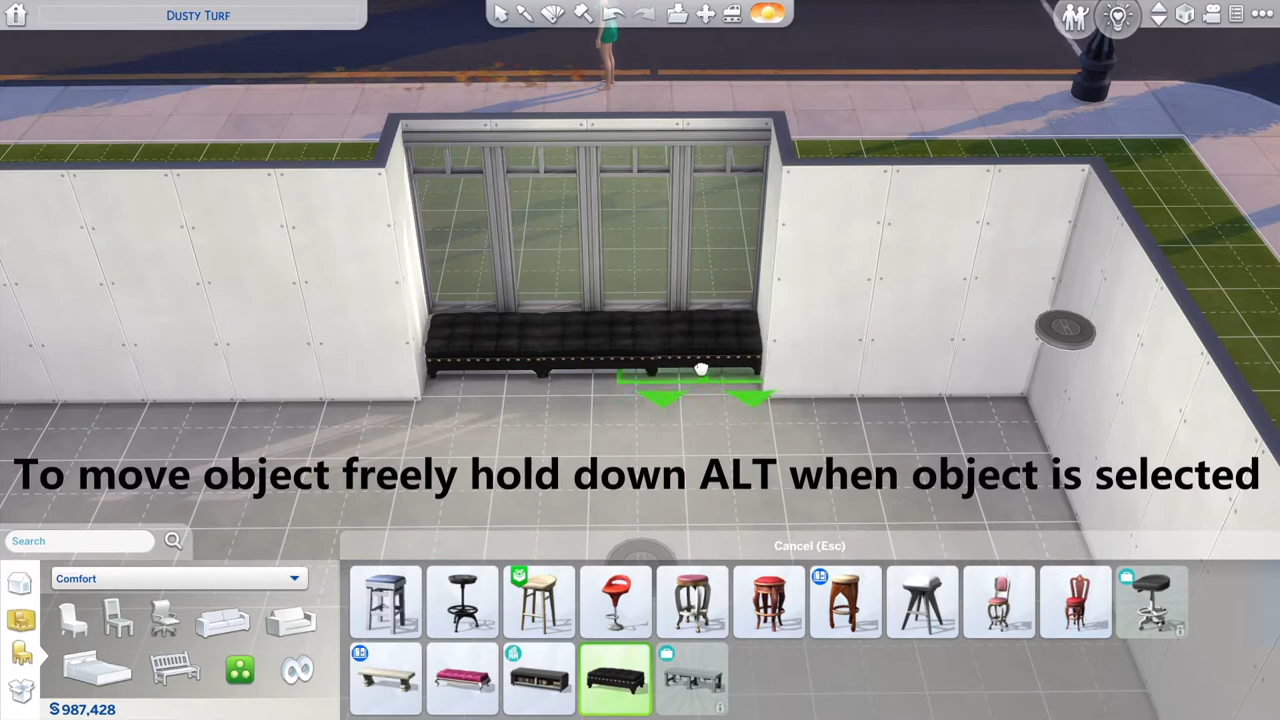 Dusty Turf
To move object freely hold down ALT when object is selected
Search
Cancel (Esc)
Comfort
§987,428